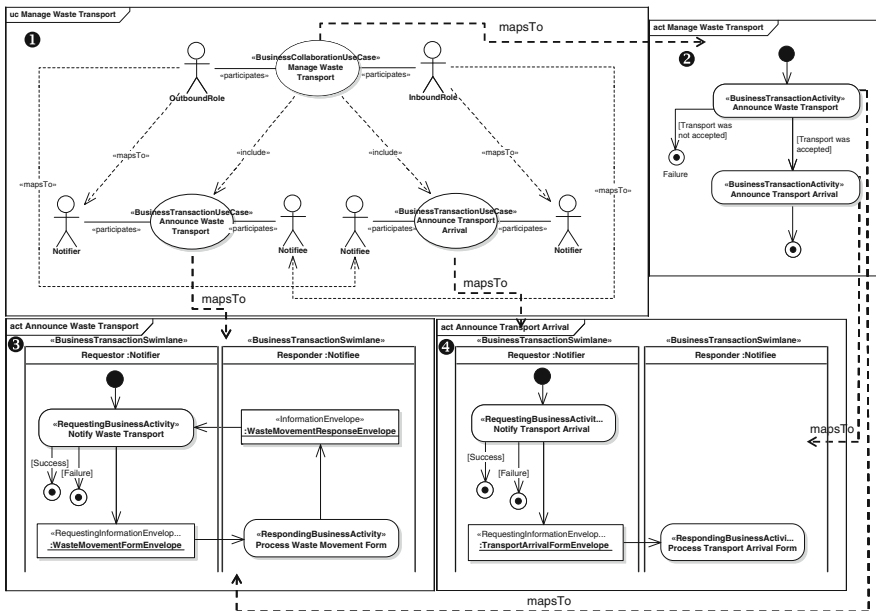 uc Manage Waste Transport
❶
«BusinessCollaborationUseCase»
Manage Waste
Transport
«participates»
«participates»
OutboundRole
InboundRole
mapsTo
«mapsTo»
«include»
«include»
«mapsTo»
«mapsTo»
«mapsTo»
«BusinessTransactionUseCase»
Announce Waste
Transport
«participates»
«participates»
Notifier
Notifiee
«BusinessTransactionUseCase»
Announce Transport
Arrival
«participates»
«participates»
Notifiee
Notifier
mapsTo
mapsTo
act Manage Waste Transport
❷
«BusinessTransactionActivity»
Announce Waste Transport
[Transport was
not accepted]
[Transport was
accepted]
Failure
«BusinessTransactionActivity»
Announce Transport Arrival
act Announce Waste Transport
❸
«BusinessTransactionSwimlane»
Requestor :Notifier
«BusinessTransactionSwimlane»
Responder :Notifiee
«RequestingBusinessActivity»
Notify Waste Transport
«InformationEnvelope»
:WasteMovementResponseEnvelope
[Success]
[Failure]
«RequestingInformationEnvelop...
:WasteMovementFormEnvelope
«RespondingBusinessActivity»
Process Waste Movement Form
act Announce Transport Arrival
❹
«BusinessTransactionSwimlane»
Requestor :Notifier
«BusinessTransactionSwimlane»
Responder :Notifiee
«RequestingBusinessActivit...
Notify Transport Arrival
[Success]
[Failure]
«RequestingInformationEnvelop...
:TransportArrivalFormEnvelope
«RespondingBusinessActivi...
Process Transport Arrival Form
mapsTo
mapsTo